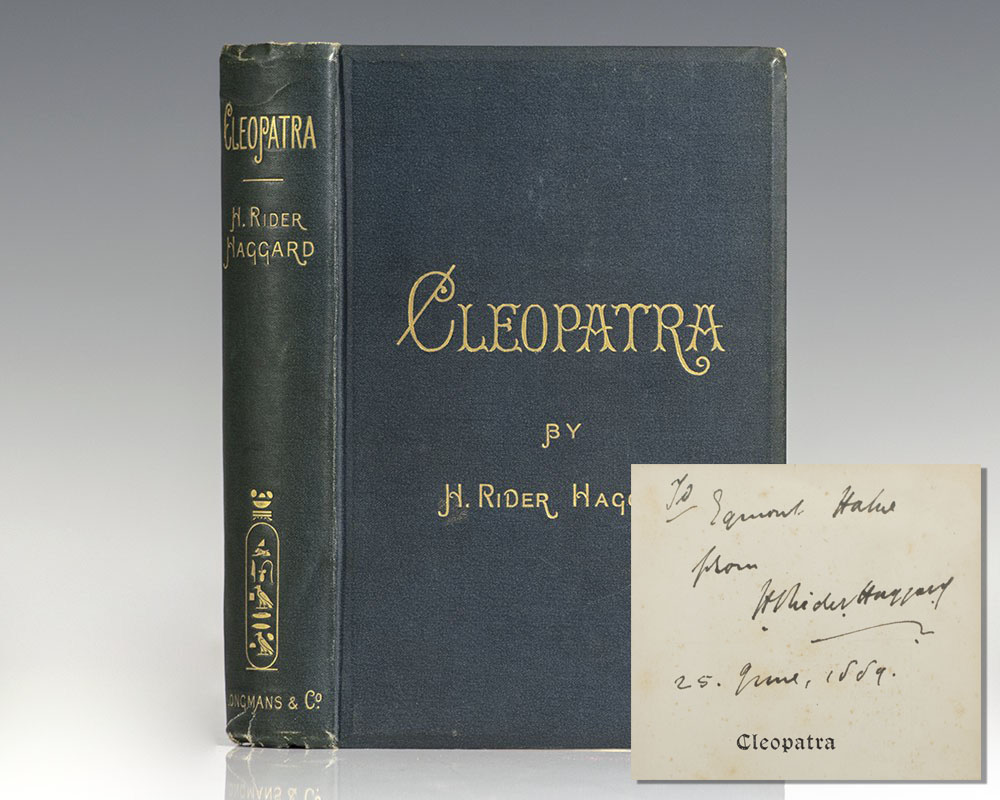 CLEOPATRA
H. RIDER
HAGGARD
LONGMANS & Co
CLEOPATRA
BY
H. RIDER HAGG
To Egmont Hake
from
H Rider Haggard
25. June, 1889.
Cleopatra